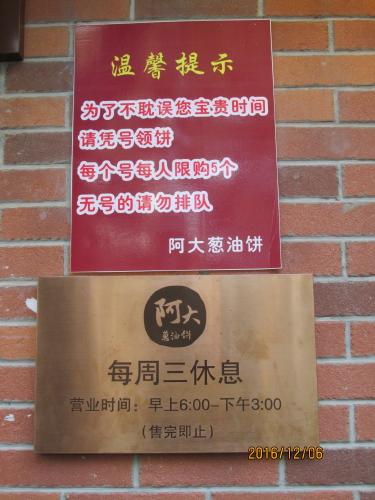 温馨提示
为了不耽误您宝贵时间
请凭号领饼
每个号每人限购5个
无号的请勿排队
阿大葱油饼
阿大
葱油饼
每周三休息
营业时间：早上6:00-下午3:00
(售完即止)
2016/12/06